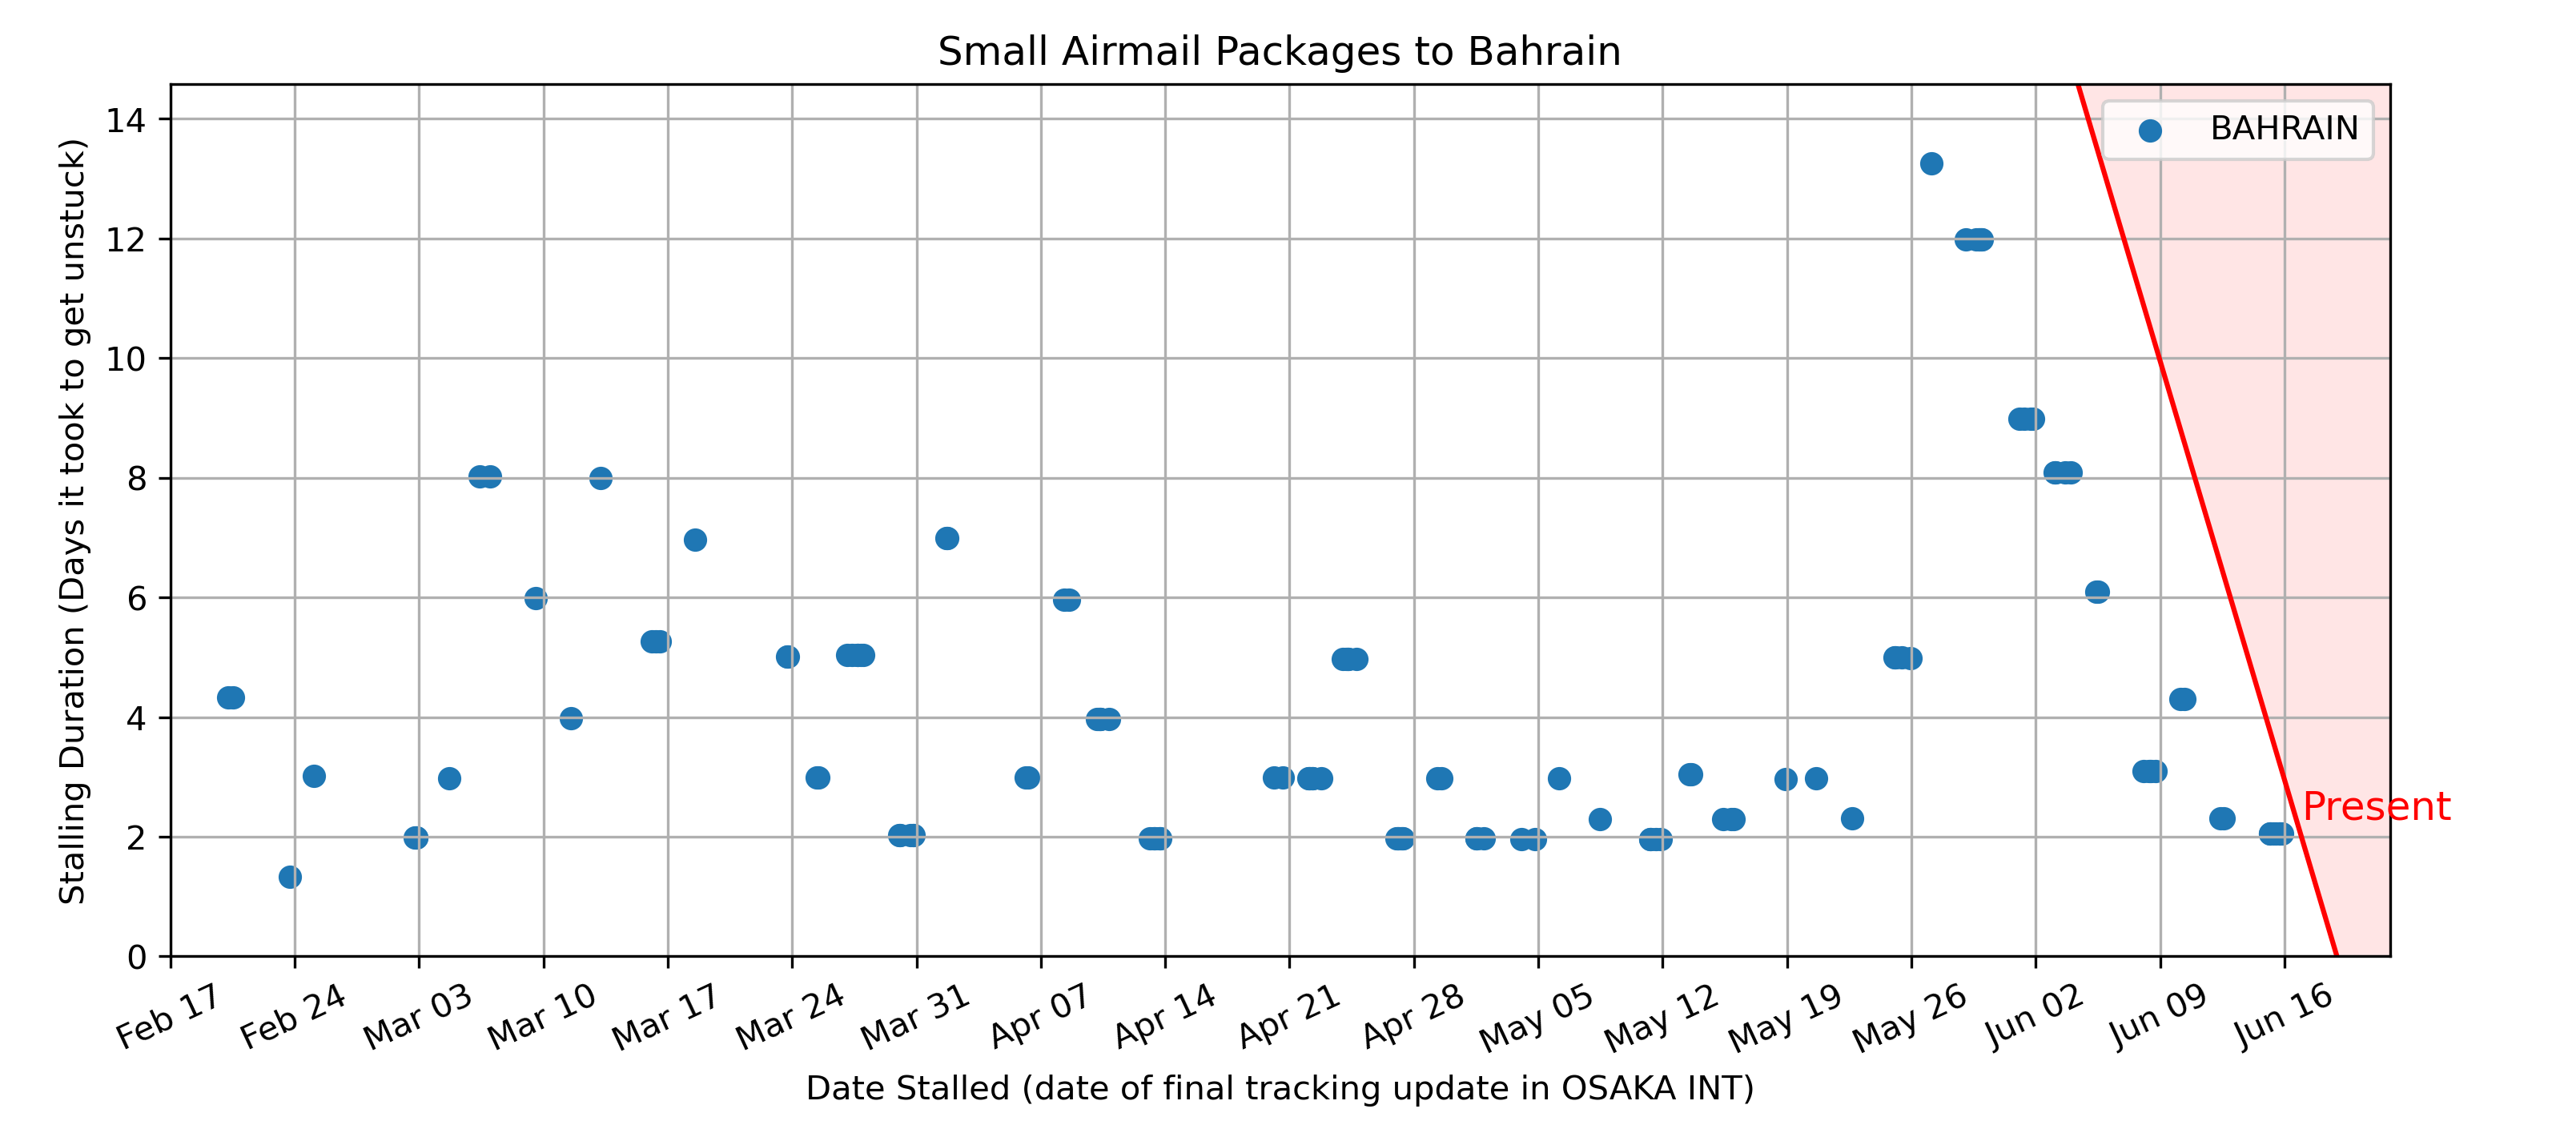 Small Airmail Packages to Bahrain
Stalling Duration (Days it took to get unstuck)
14
12
10
8
6
4
2
0
BAHRAIN
Present
Feb 17
Feb 24
Mar 03
Mar 10
Mar 17
Mar 24
Mar 31
Apr 07
Apr 14
Apr 21
Apr 28
May 05
May 12
May 19
May 26
Jun 02
Jun 09
Jun 16
Date Stalled (date of final tracking update in OSAKA INT)